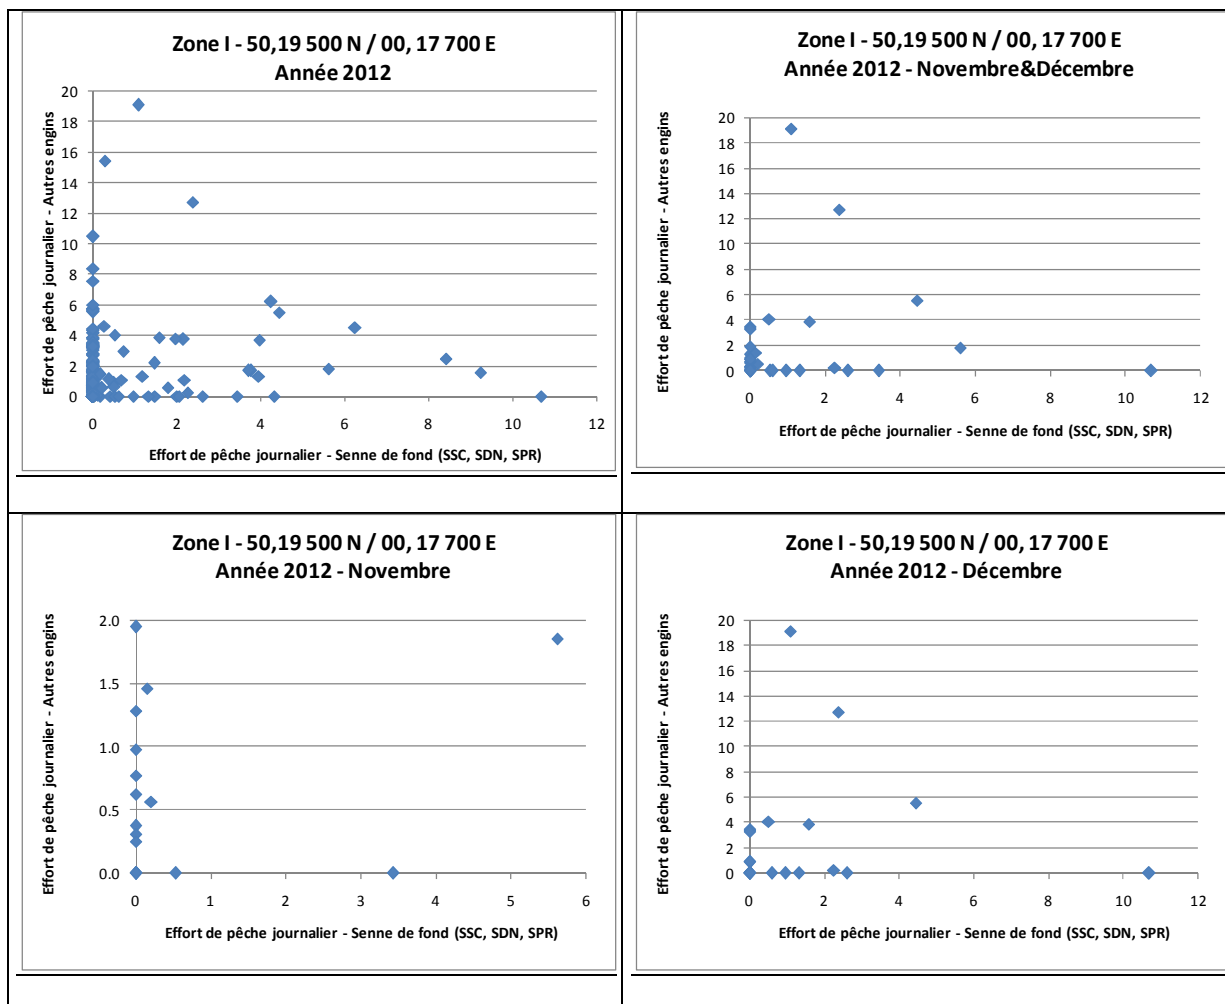 Zone I - 50,19 500 N / 00, 17 700 E
Année 2012
Effort de pêche journalier - Autres engins
20
18
16
14
12
10
8
6
4
2
0
0 2 4 6 8 10 12
Effort de pêche journalier - Senne de fond (SSC, SDN, SPR)
Zone I - 50,19 500 N / 00, 17 700 E
Année 2012 - Novembre&Décembre
Effort de pêche journalier - Autres engins
20
18
16
14
12
10
8
6
4
2
0
0 2 4 6 8 10 12
Effort de pêche journalier - Senne de fond (SSC, SDN, SPR)
Zone I - 50,19 500 N / 00, 17 700 E
Année 2012 - Novembre
Effort de pêche journalier - Autres engins
2.0
1.5
1.0
0.5
0.0
0 1 2 3 4 5 6
Effort de pêche journalier - Senne de fond (SSC, SDN, SPR)
Zone I - 50,19 500 N / 00, 17 700 E
Année 2012 - Décembre
Effort de pêche journalier - Autres engins
20
18
16
14
12
10
8
6
4
2
0
0 2 4 6 8 10 12
Effort de pêche journalier - Senne de fond (SSC, SDN, SPR)